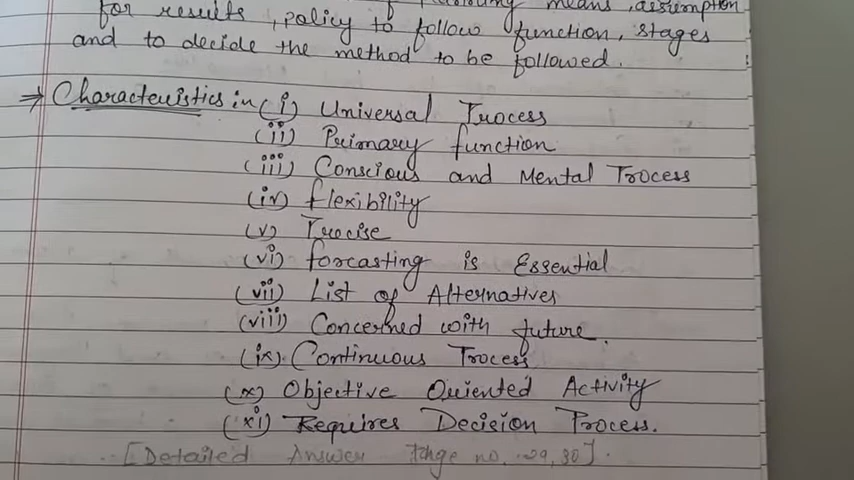 means, assumption
for results, policy to follow function, stages
and to decide the method to be followed.
⇒ Characteristics in (i) Universal Process
(ii) Primary function
(iii) Conscious and Mental Process
(iv) flexibility
(v) Precise
(vi) forcasting is Essential
(vii) List of Alternatives
(viii) Concerned with future.
(ix) Continuous Process
(x) Objective Oriented Activity
(xi) Requires Decision Process.
[Detailed Answer Page no. 29,30].